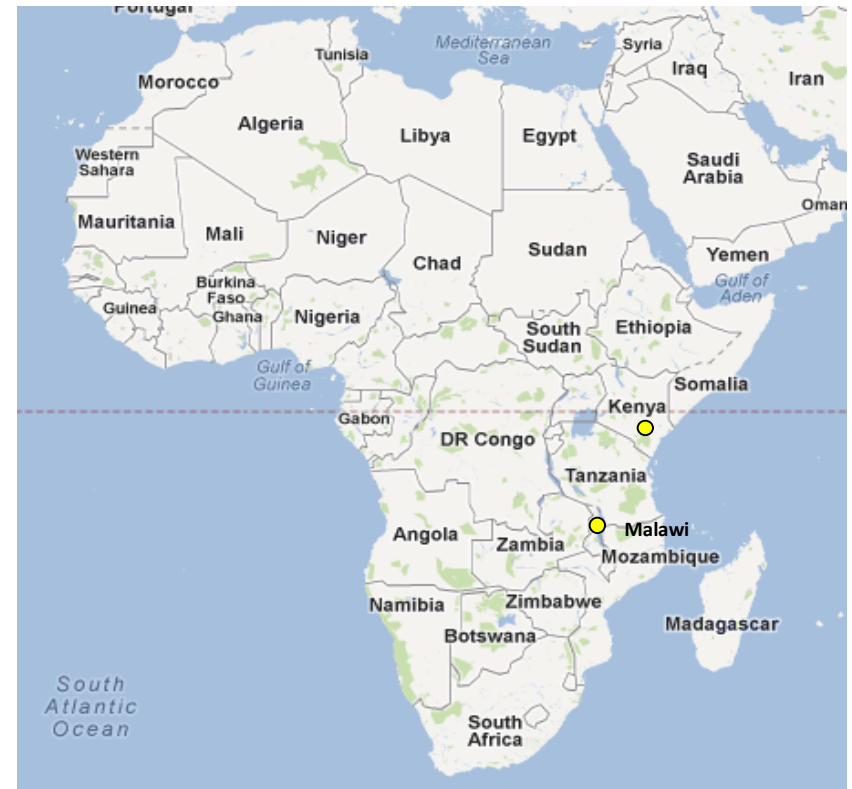 Portugal
Mediterranean
Sea
Tunisia
Syria
Iraq
Iran
Morocco
Algeria
Libya
Egypt
Western
Sahara
Saudi
Arabia
Oman
Mauritania
Mali
Niger
Chad
Sudan
Yemen
Gulf of
Aden
Burkina
Faso
Guinea
Ghana
Nigeria
South
Sudan
Ethiopia
Gulf of
Guinea
Somalia
Kenya
Gabon
DR Congo
Tanzania
Angola
Zambia
Malawi
Mozambique
Namibia
Zimbabwe
Botswana
Madagascar
South
Atlantic
Ocean
South
Africa